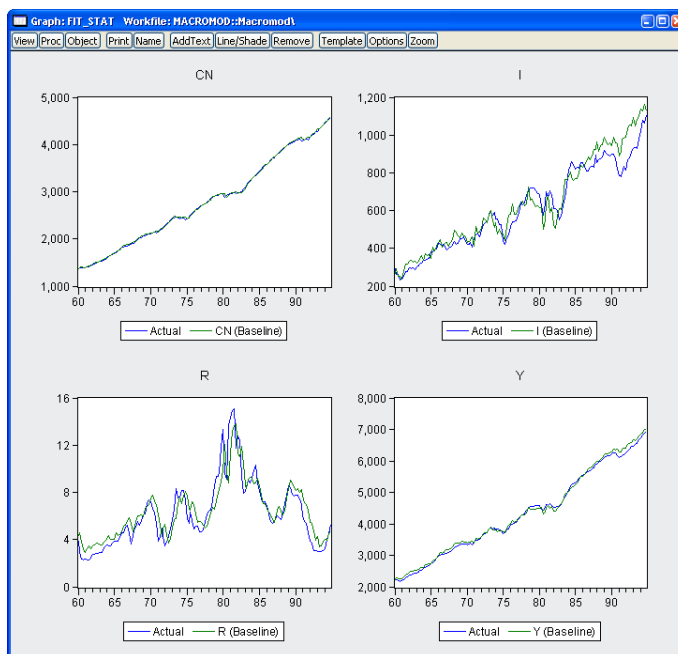 Graph: FIT_STAT Workfile: MACROMOD::Macromod\
View Proc Object Print Name AddText Line/Shade Remove Template Options Zoom
CN
5,000
4,000
3,000
2,000
1,000
60 65 70 75 80 85 90
Actual CN (Baseline)
I
1,200
1,000
800
600
400
200
60 65 70 75 80 85 90
Actual I (Baseline)
R
16
12
8
4
0
60 65 70 75 80 85 90
Actual R (Baseline)
Y
8,000
7,000
6,000
5,000
4,000
3,000
2,000
60 65 70 75 80 85 90
Actual Y (Baseline)